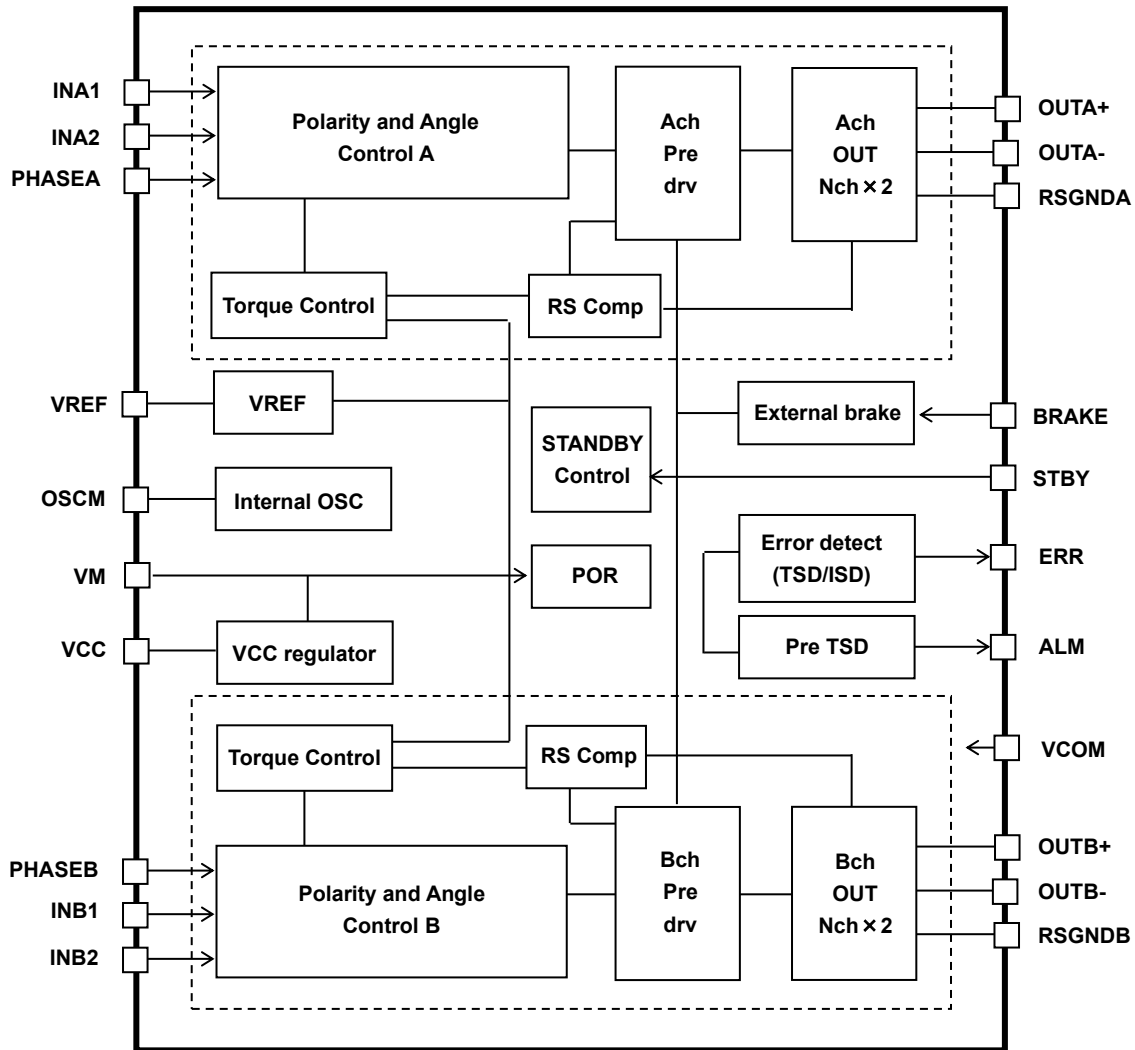 INA1
INA2
PHASEA
Polarity and Angle
Control A
Ach
Pre
drv
Ach
OUT
Nch×2
OUTA+
OUTA-
RSGNDA
Torque Control
RS Comp
VREF
VREF
External brake
BRAKE
STANDBY
Control
STBY
OSCM
Internal OSC
Error detect
(TSD/ISD)
ERR
VM
POR
VCC
VCC regulator
Pre TSD
ALM
Torque Control
RS Comp
VCOM
PHASEB
INB1
INB2
Polarity and Angle
Control B
Bch
Pre
drv
Bch
OUT
Nch×2
OUTB+
OUTB-
RSGNDB